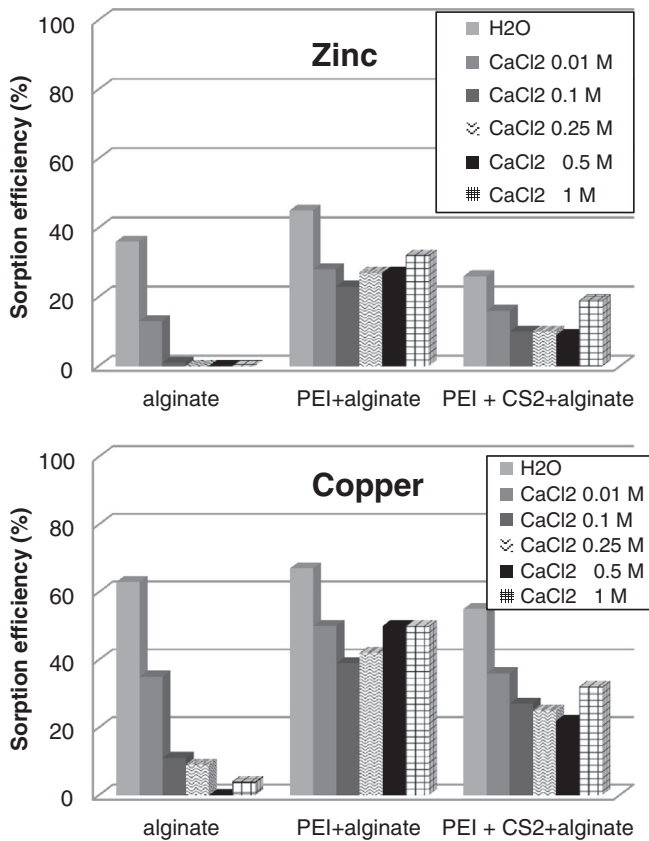 100
80
60
40
20
0
Sorption efficiency (%)
Zinc
H2O
CaCl2 0.01 M
CaCl2 0.1 M
CaCl2 0.25 M
CaCl2 0.5 M
CaCl2 1 M
alginate
PEI+alginate
PEI + CS2+alginate
100
80
60
40
20
0
Sorption efficiency (%)
Copper
H2O
CaCl2 0.01 M
CaCl2 0.1 M
CaCl2 0.25 M
CaCl2 0.5 M
CaCl2 1 M
alginate
PEI+alginate
PEI + CS2+alginate